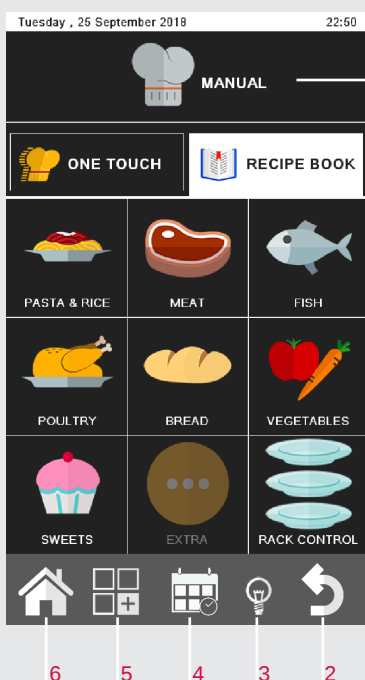 Tuesday , 25 September 2018 22:50
MANUAL
ONE TOUCH RECIPE BOOK
PASTA & RICE MEAT FISH
POULTRY BREAD VEGETABLES
SWEETS EXTRA RACK CONTROL
6 5 4 3 2